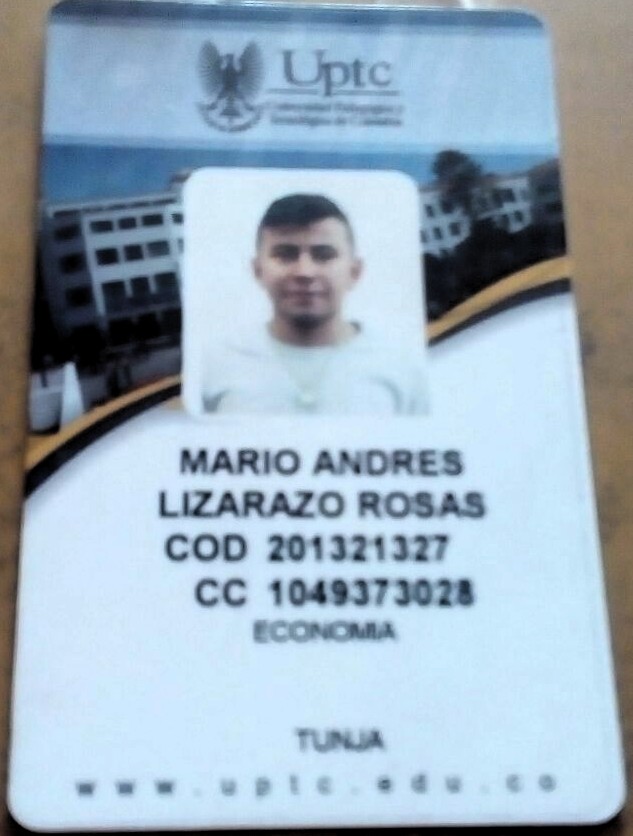 Uptc
Universidad Pedagógica y
Tecnológica de Colombia
MARIO ANDRES
LIZARAZO ROSAS
COD 201321327
CC 1049373028
ECONOMIA
TUNJA
www.uptc.edu.co